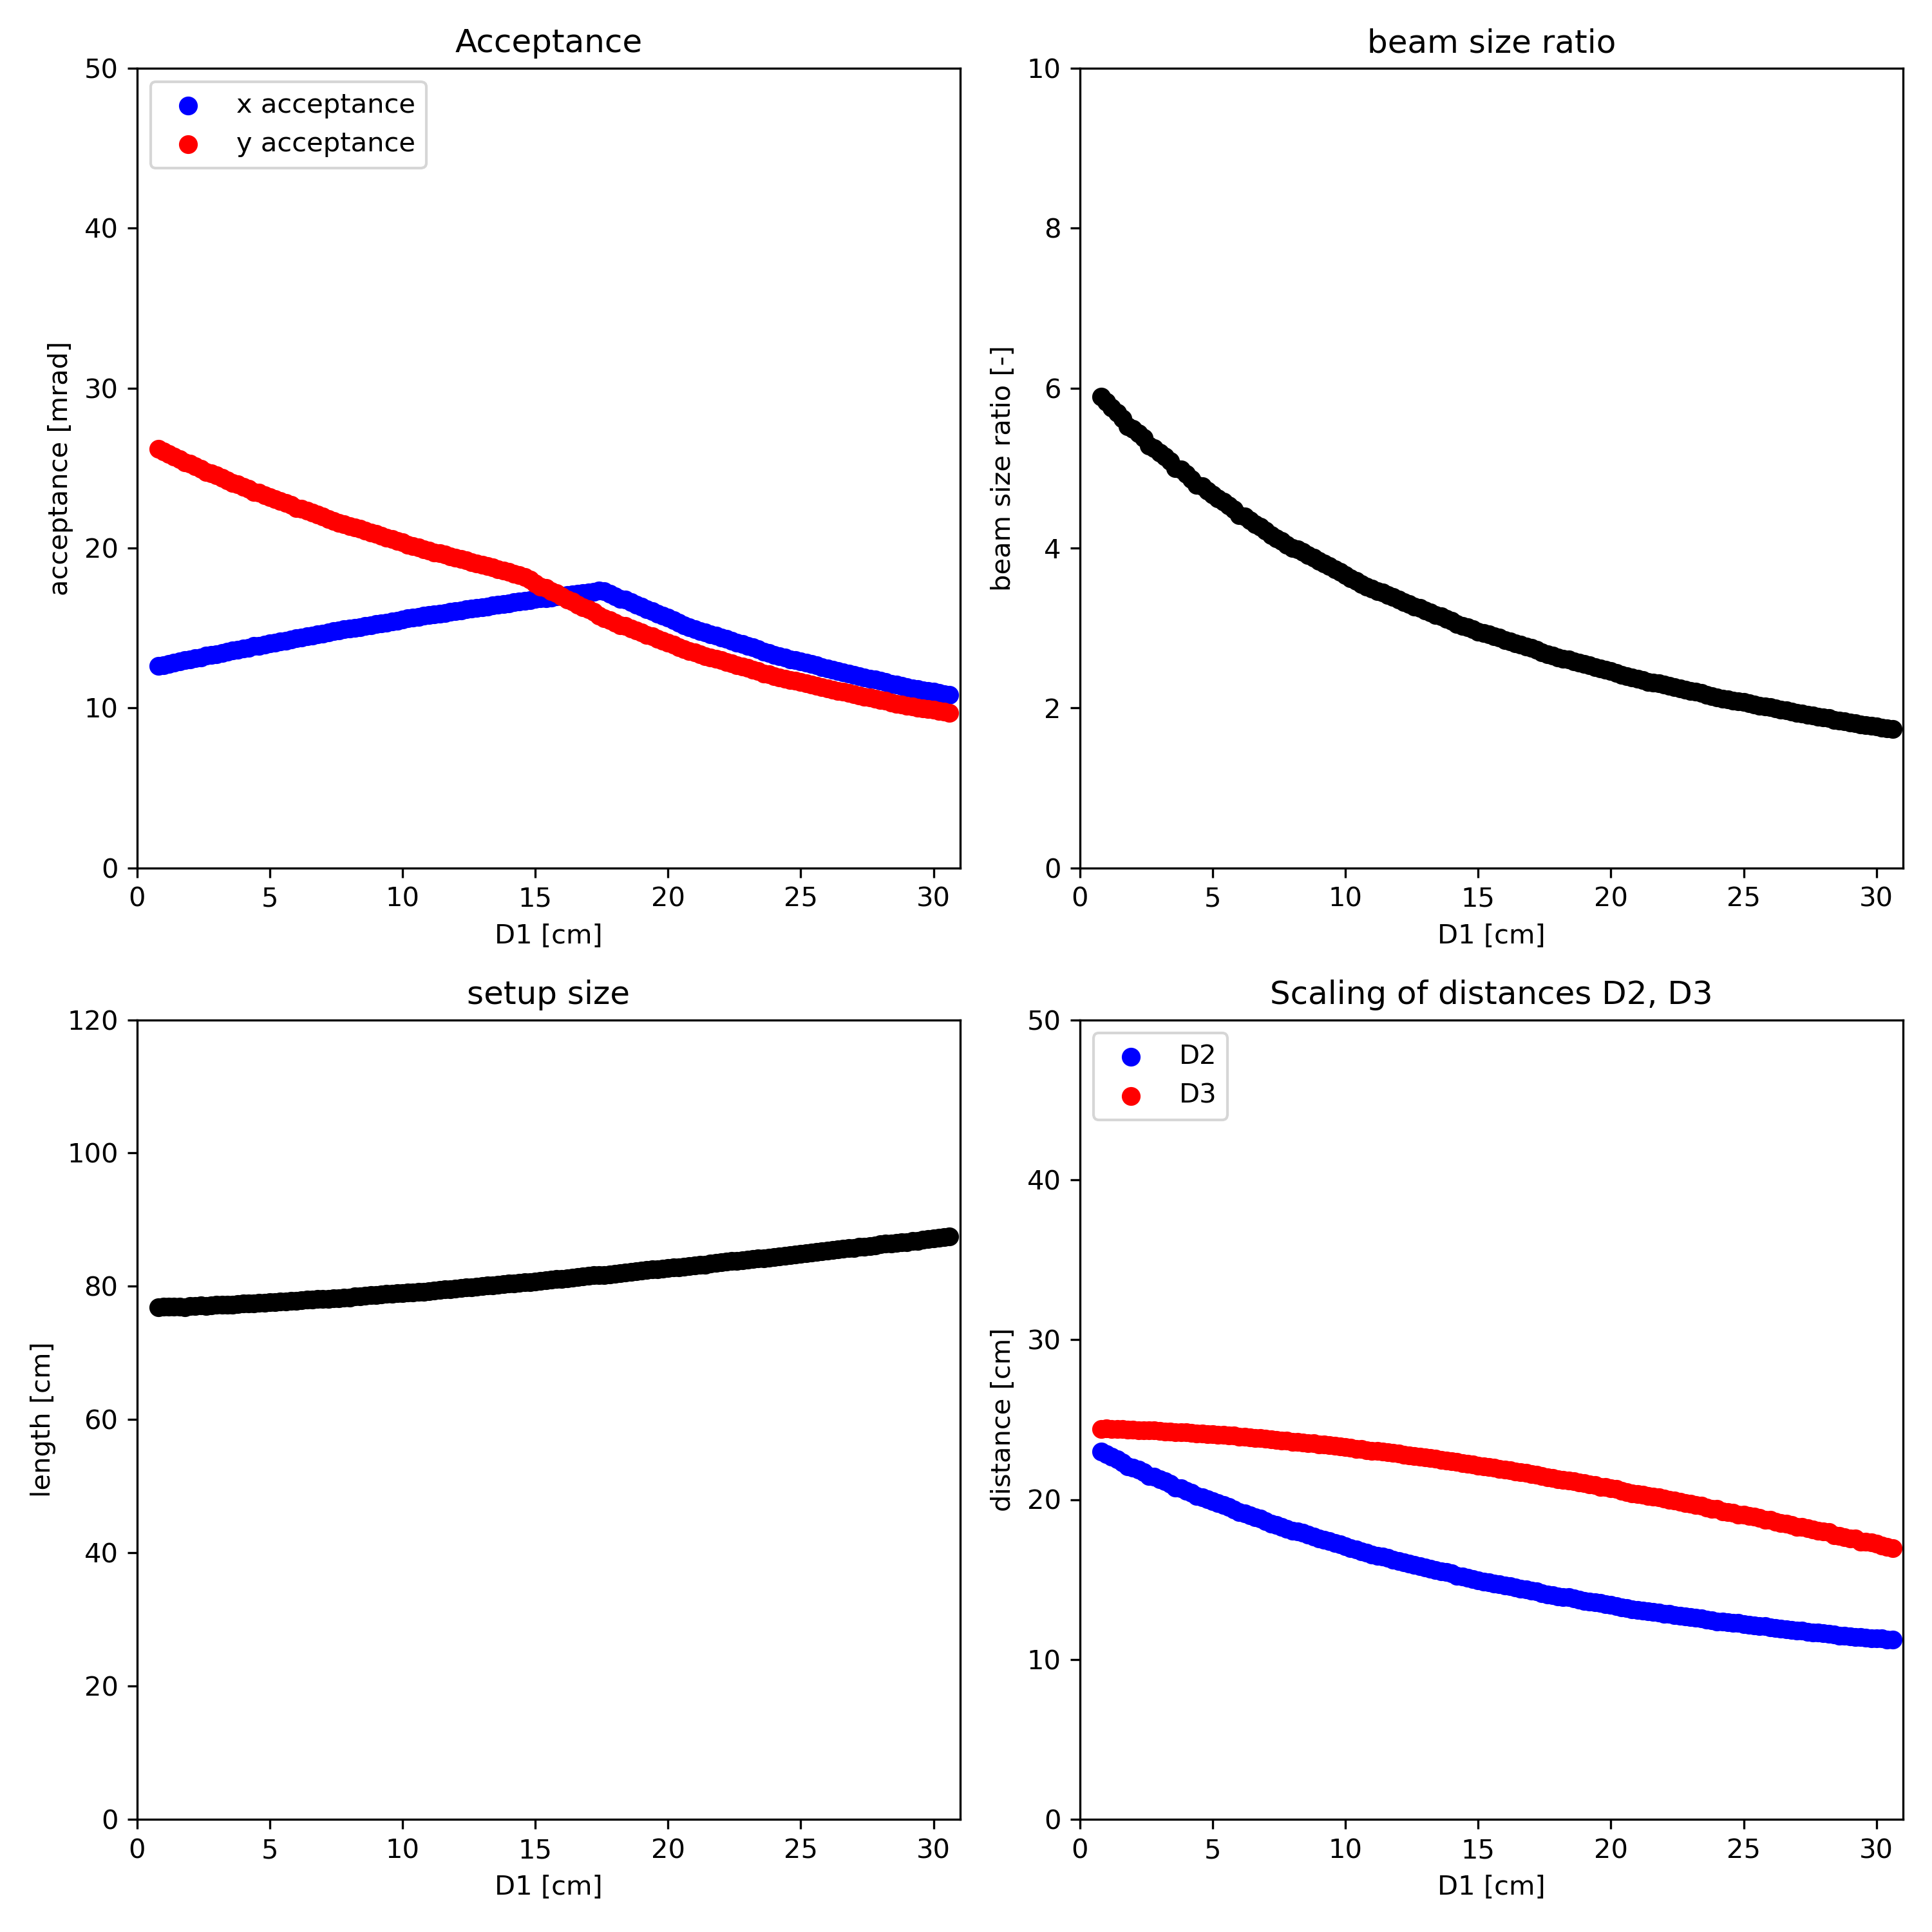 Acceptance
50
40
30
20
10
0
acceptance [mrad]
x acceptance
y acceptance
0 5 10 15 20 25 30
D1 [cm]
beam size ratio
10
8
6
4
2
0
beam size ratio [-]
0 5 10 15 20 25 30
D1 [cm]
setup size
120
100
80
60
40
20
0
length [cm]
0 5 10 15 20 25 30
D1 [cm]
Scaling of distances D2, D3
50
40
30
20
10
0
distance [cm]
D2
D3
0 5 10 15 20 25 30
D1 [cm]